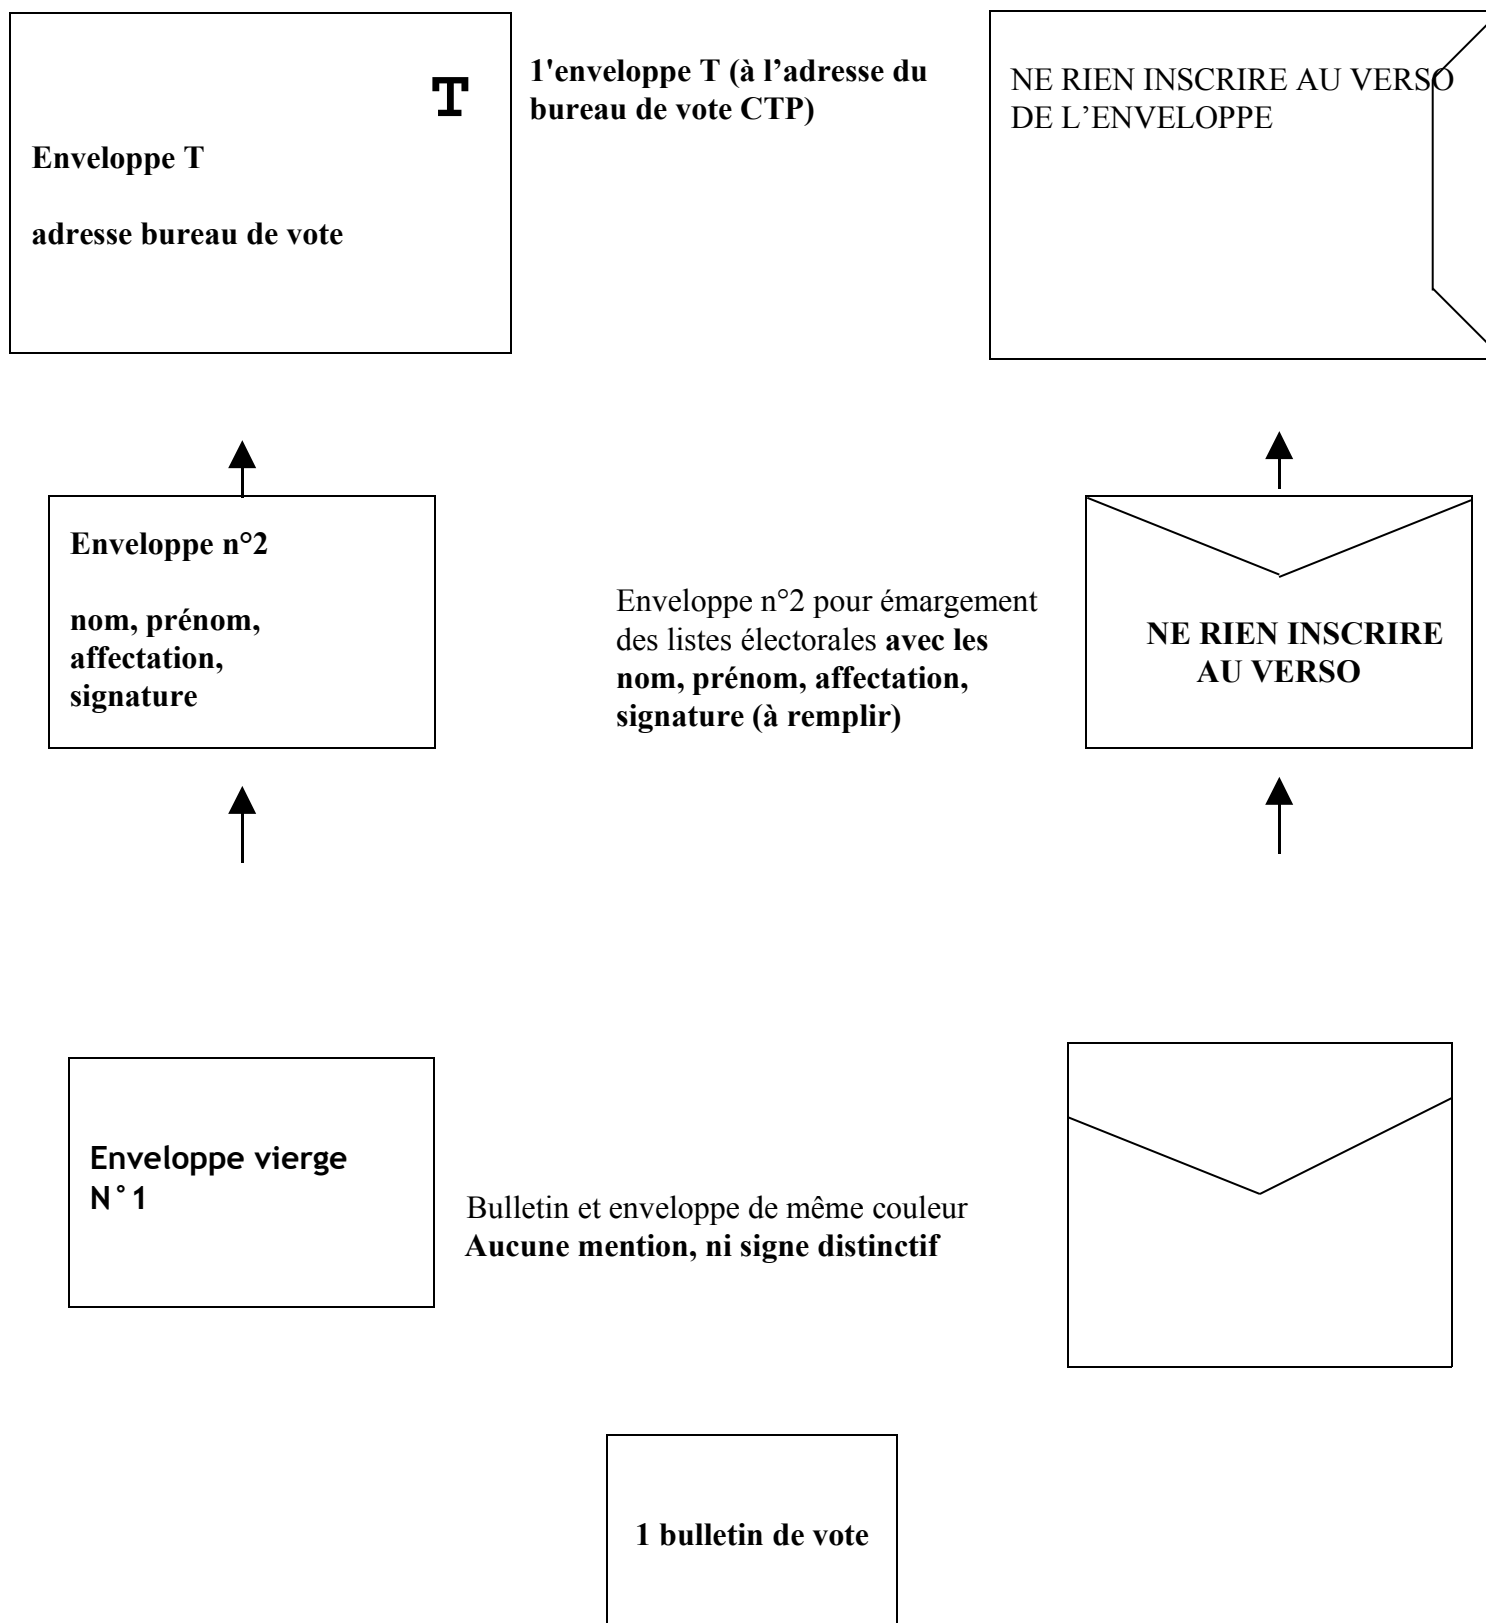 T
Enveloppe T
adresse bureau de vote
1'enveloppe T (à l’adresse du
bureau de vote CTP)
NE RIEN INSCRIRE AU VERSO
DE L’ENVELOPPE
Enveloppe n°2
nom, prénom,
affectation,
signature
Enveloppe n°2 pour émargement
des listes électorales avec les
nom, prénom, affectation,
signature (à remplir)
NE RIEN INSCRIRE
AU VERSO
Enveloppe vierge
N°1
Bulletin et enveloppe de même couleur
Aucune mention, ni signe distinctif
1 bulletin de vote